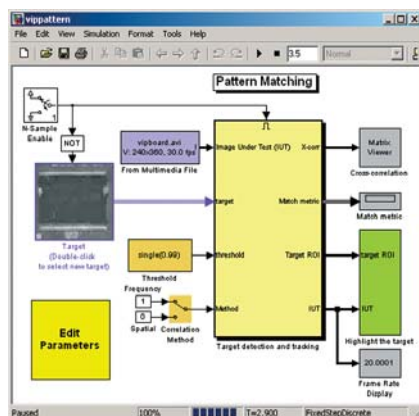 vippattern
File Edit View Simulation Format Tools Help
3.5 Normal
Pattern Matching
N-Sample
Enable
NOT
vipboard.avi
V: 240x360, 30.0 fps
From Multimedia File
Image Under Test (IUT)
X-corr
Matrix
Viewer
Cross-correlation
target
Match metric
Match metric
Target
(Double-click
to select new target)
single(0.99)
Threshold
threshold
Target ROI
target ROI
Frequency
1
0
Spatial
Correlation
Method
Method
IUT
IUT
Highlight the target
Target detection and tracking
Edit
Parameters
20.0001
Frame Rate
Display
Paused 100% T=2.900 FixedStepDiscrete